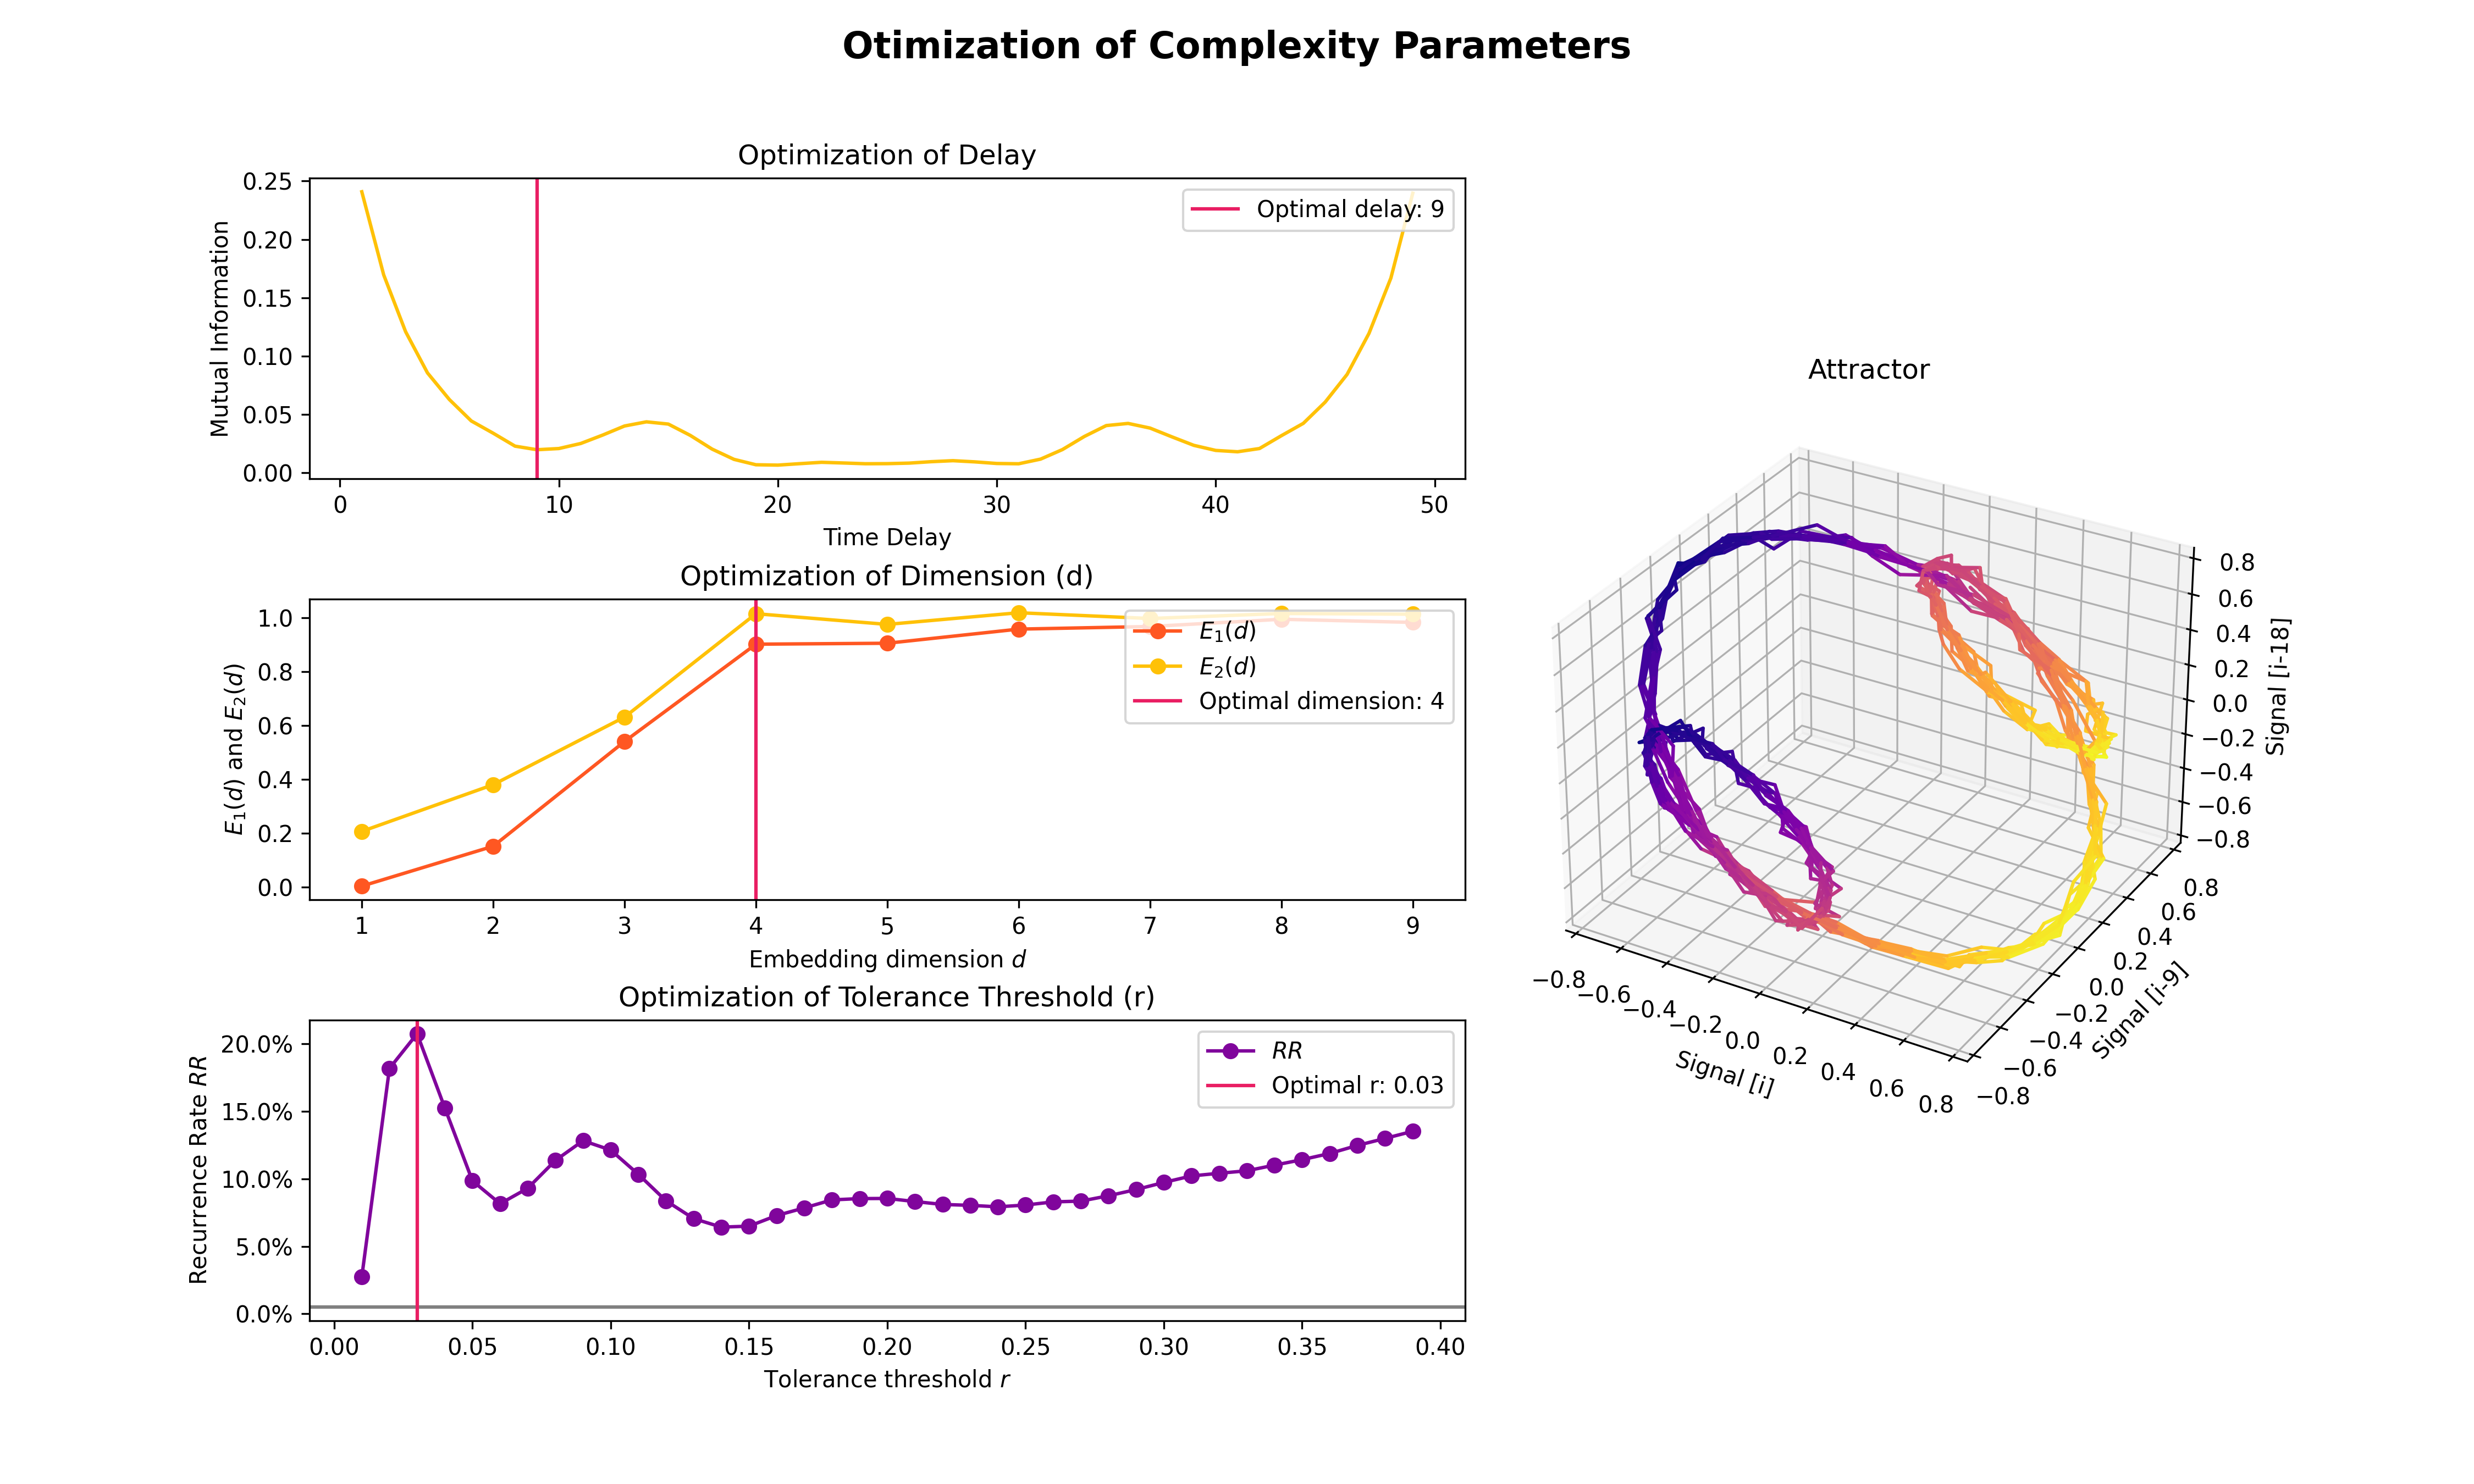 Otimization of Complexity Parameters
Optimization of Delay
0.25
0.20
0.15
0.10
0.05
0.00
Mutual Information
Optimal delay: 9
0 10 20 30 40 50
Time Delay
Optimization of Dimension (d)
1.0
0.8
0.6
0.4
0.2
0.0
E₁(d) and E₂(d)
E₁(d)
E₂(d)
Optimal dimension: 4
1 2 3 4 5 6 7 8 9
Embedding dimension d
Optimization of Tolerance Threshold (r)
20.0%
15.0%
10.0%
5.0%
0.0%
Recurrence Rate RR
RR
Optimal r: 0.03
0.00 0.05 0.10 0.15 0.20 0.25 0.30 0.35 0.40
Tolerance threshold r
Attractor
0.8
0.6
0.4
0.2
0.0
−0.2
−0.4
−0.6
−0.8
Signal [i-18]
0.8
0.6
0.4
0.2
0.0
−0.2
−0.4
−0.6
−0.8
Signal [i-9]
−0.8 −0.6 −0.4 −0.2 0.0 0.2 0.4 0.6 0.8
Signal [i]